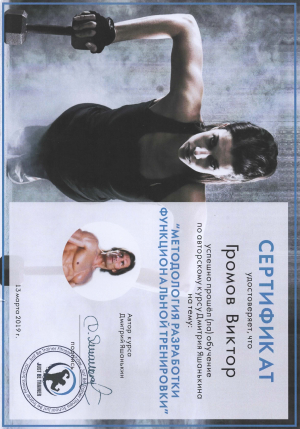 СЕРТИФИКАТ
удостоверяет, что
Громов Виктор
успешно прошёл (ла) обучение
по авторскому курсу Дмитрия Яшанькина
на тему:
“МЕТОДОЛОГИЯ РАЗРАБОТКИ
ФУНКЦИОНАЛЬНОЙ ТРЕНИРОВКИ”
Автор курса
Дмитрий Яшанькин
подпись
JUST BE TRAINER
13 марта 2019 г.